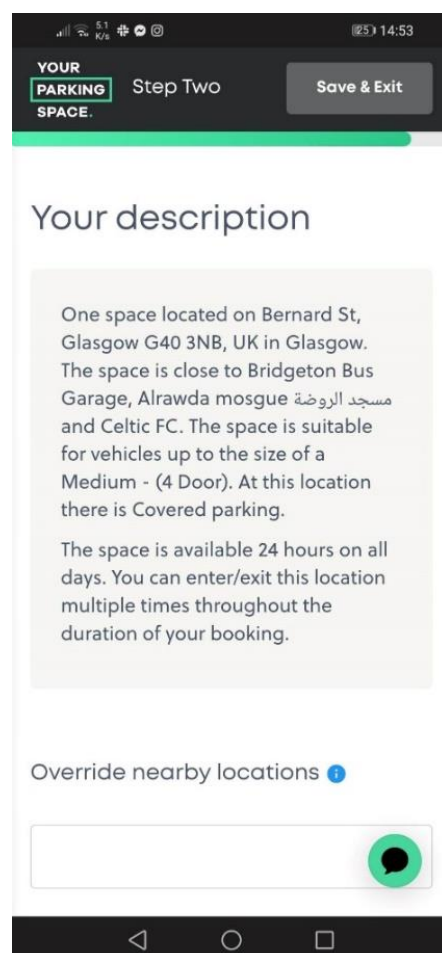 5.1
K/s
25 14:53
YOUR
PARKING
SPACE.
Step Two
Save & Exit
Your description
One space located on Bernard St,
Glasgow G40 3NB, UK in Glasgow.
The space is close to Bridgeton Bus
Garage, Alrawda mosgue مسجد الروضة
and Celtic FC. The space is suitable
for vehicles up to the size of a
Medium - (4 Door). At this location
there is Covered parking.
The space is available 24 hours on all
days. You can enter/exit this location
multiple times throughout the
duration of your booking.
Override nearby locations